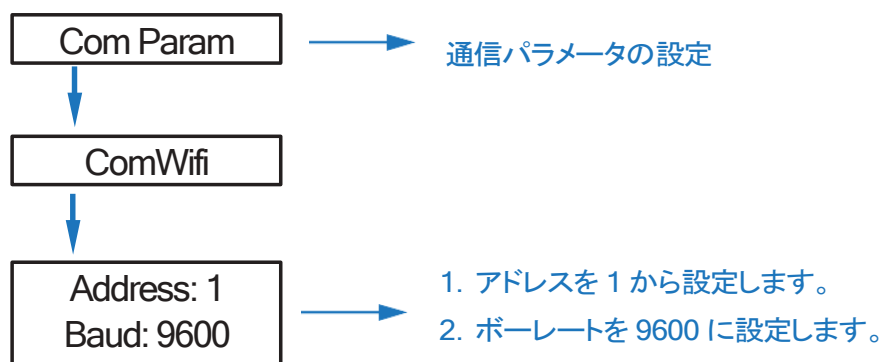 Com Param
通信パラメータの設定
ComWifi
Address: 1
Baud: 9600
1. アドレスを 1 から設定します。
2. ボーレートを 9600 に設定します。